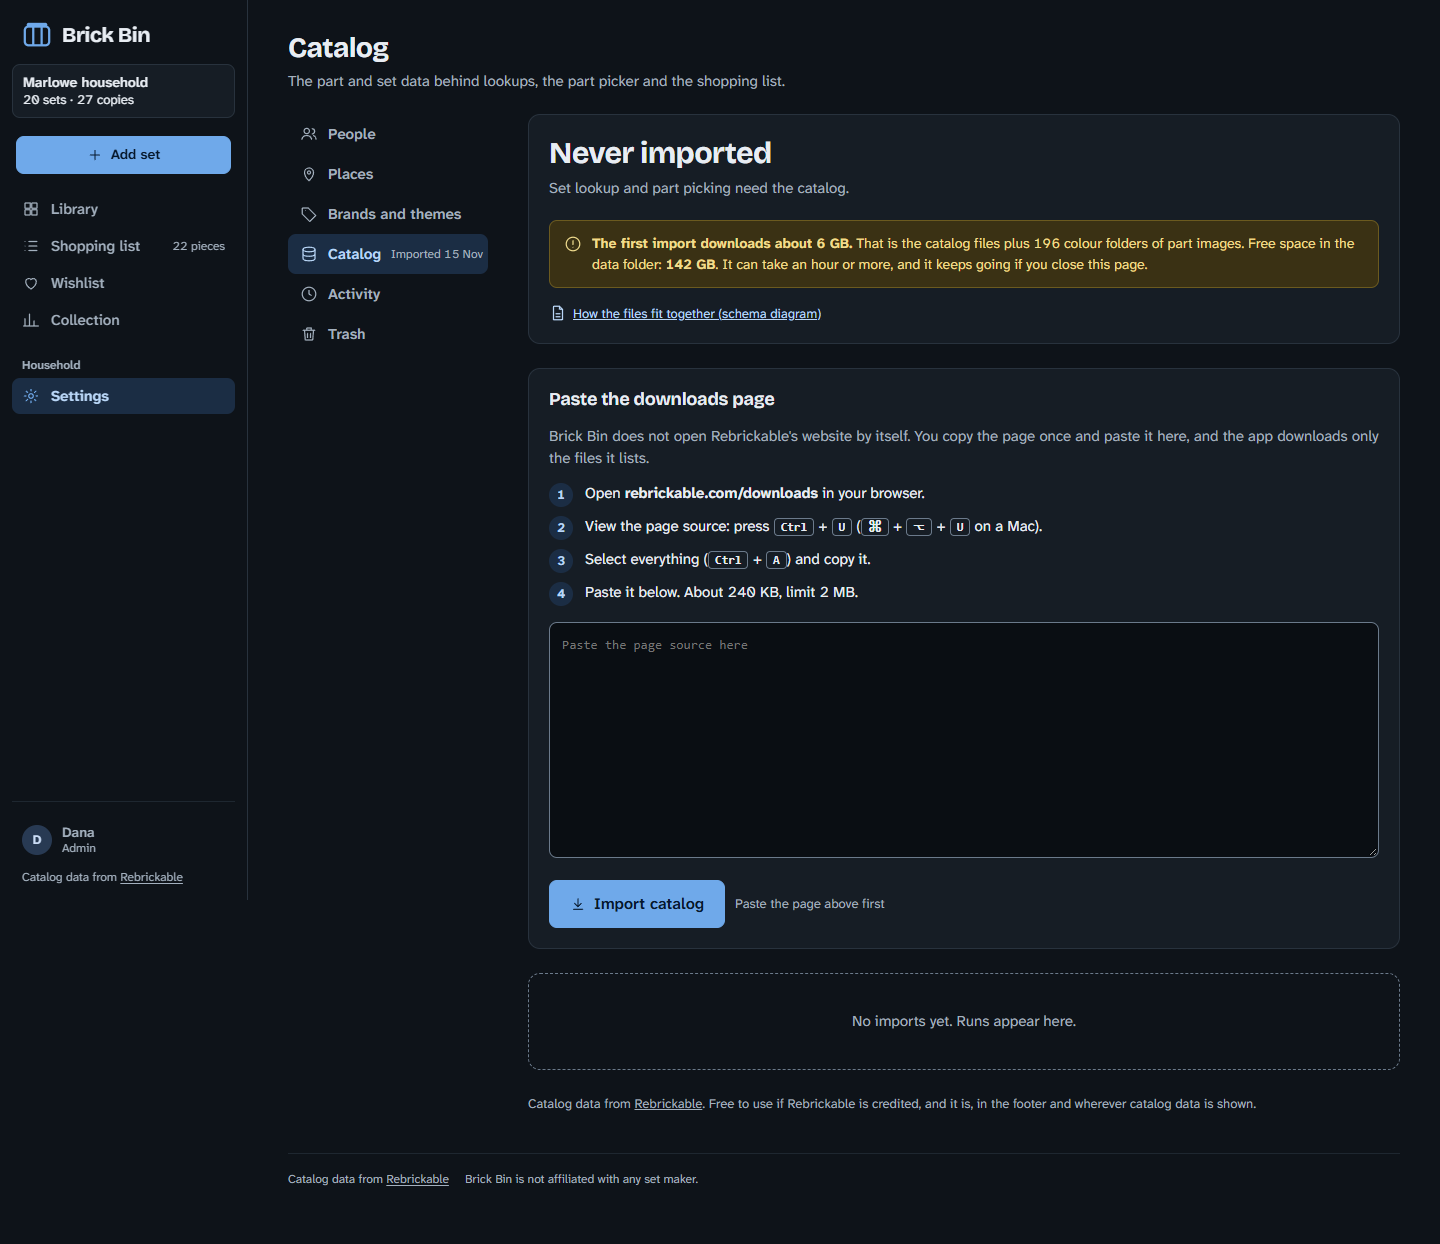 Brick Bin
Marlowe household
20 sets · 27 copies
+ Add set
Library
Shopping list 22 pieces
Wishlist
Collection
Household
Settings
D
Dana
Admin
Catalog data from Rebrickable
Catalog
The part and set data behind lookups, the part picker and the shopping list.
People
Places
Brands and themes
Catalog Imported 15 Nov
Activity
Trash
Never imported
Set lookup and part picking need the catalog.
The first import downloads about 6 GB. That is the catalog files plus 196 colour folders of part images. Free space in the
data folder: 142 GB. It can take an hour or more, and it keeps going if you close this page.
How the files fit together (schema diagram)
Paste the downloads page
Brick Bin does not open Rebrickable's website by itself. You copy the page once and paste it here, and the app downloads only
the files it lists.
1 Open rebrickable.com/downloads in your browser.
2 View the page source: press Ctrl + U (⌘ + ⌥ + U on a Mac).
3 Select everything (Ctrl + A) and copy it.
4 Paste it below. About 240 KB, limit 2 MB.
Paste the page source here
Import catalog Paste the page above first
No imports yet. Runs appear here.
Catalog data from Rebrickable. Free to use if Rebrickable is credited, and it is, in the footer and wherever catalog data is shown.
Catalog data from Rebrickable Brick Bin is not affiliated with any set maker.